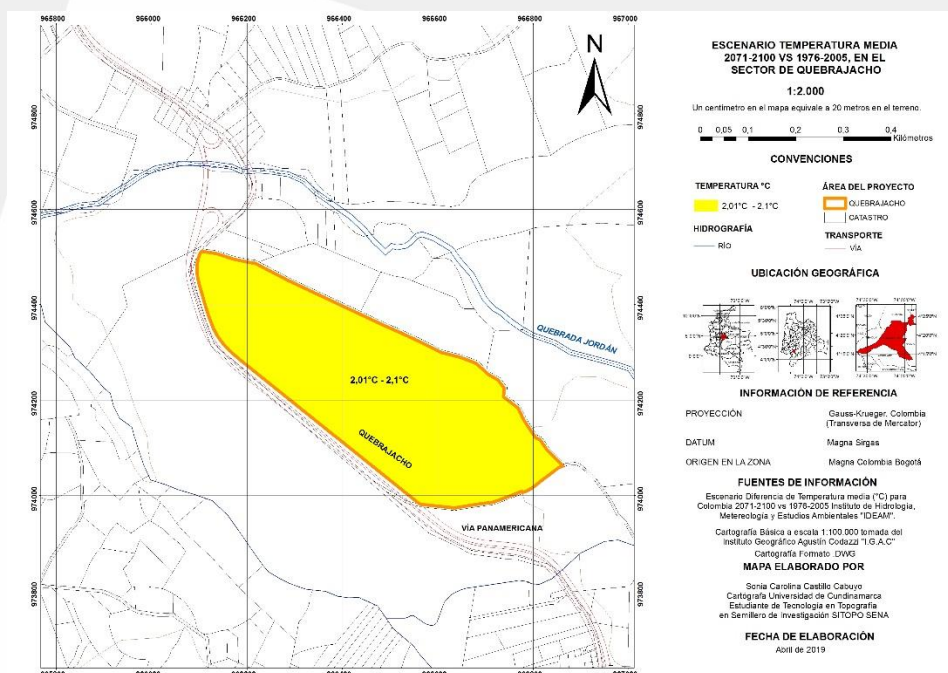 965800 966000 966200 966400 966600 966800 967000
974800
974600
974400
974200
974000
973800
974800
974600
974400
974200
974000
973800
N
QUEBRADA JORDÁN
2,01°C - 2,1°C
QUEBRAJACHO
VÍA PANAMERICANA
ESCENARIO TEMPERATURA MEDIA
2071-2100 VS 1976-2005, EN EL
SECTOR DE QUEBRAJACHO
1:2.000
Un centímetro en el mapa equivale a 20 metros en el terreno.
0 0,05 0,1 0,2 0,3 0,4
Kilómetros
CONVENCIONES
TEMPERATURA °C
2,01°C - 2,1°C
HIDROGRAFÍA
RÍO
ÁREA DEL PROYECTO
QUEBRAJACHO
CATASTRO
TRANSPORTE
VÍA
UBICACIÓN GEOGRÁFICA
INFORMACIÓN DE REFERENCIA
PROYECCIÓN Gauss-Krueger, Colombia
(Transversa de Mercator)
DATUM Magna Sirgas
ORIGEN EN LA ZONA Magna Colombia Bogotá
FUENTES DE INFORMACIÓN
Escenario Diferencia de Temperatura media (°C) para
Colombia 2071-2100 vs 1976-2005 Instituto de Hidrología,
Metereología y Estudios Ambientales "IDEAM".
Cartografía Básica a escala 1:100.000 tomada del
Instituto Geográfico Agustín Codazzi "I.G.A.C"
Cartografía Formato .DWG
MAPA ELABORADO POR
Sonia Carolina Castillo Cabuyo
Cartografa Universidad de Cundinamarca
Estudiante de Tecnología en Topografía
en Semillero de Investigación SITOPO SENA
FECHA DE ELABORACIÓN
Abril de 2019